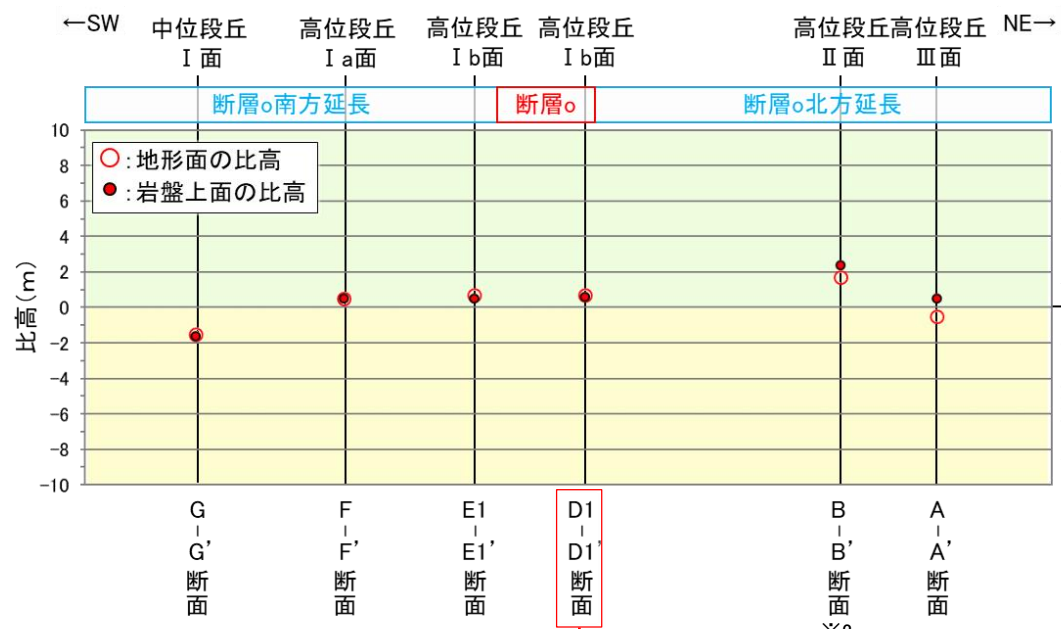 ←SW
中位段丘
Ⅰ面
高位段丘
Ⅰa面
高位段丘
Ⅰb面
高位段丘
Ⅰb面
高位段丘
Ⅱ面
高位段丘
Ⅲ面
NE→
断層o南方延長
断層o
断層o北方延長
○:地形面の比高
●:岩盤上面の比高
比高(m)
10
8
6
4
2
0
-2
-4
-6
-8
-10
G-G’断面
F-F’断面
E1-E1’断面
D1-D1’断面
B-B’断面
A-A’断面